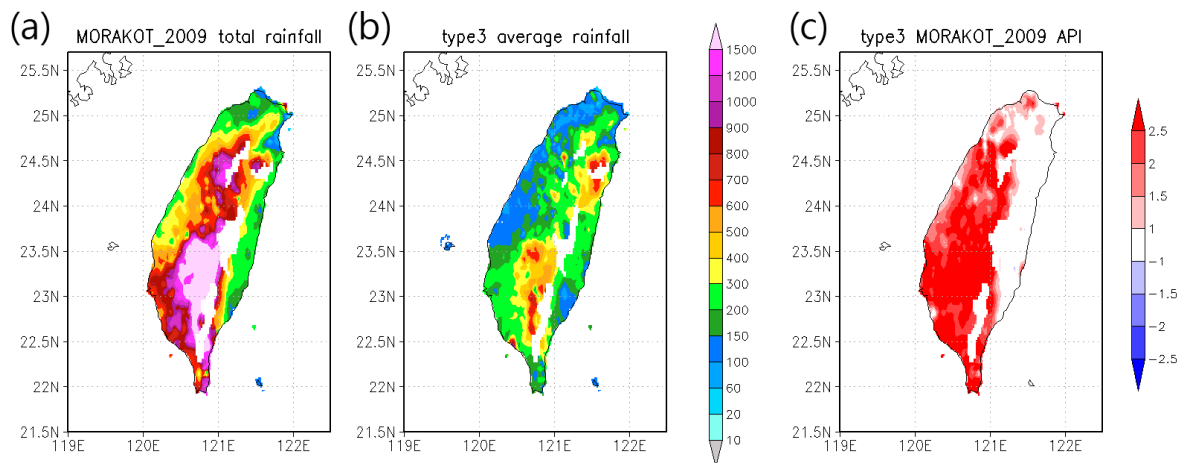 (a)
MORAKOT_2009 total rainfall
25.5N
25N
24.5N
24N
23.5N
23N
22.5N
22N
21.5N
119E
120E
121E
122E
(b)
type3 average rainfall
25.5N
25N
24.5N
24N
23.5N
23N
22.5N
22N
21.5N
119E
120E
121E
122E
1500
1200
1000
900
800
700
600
500
400
300
200
150
100
60
20
10
(c)
type3 MORAKOT_2009 API
25.5N
25N
24.5N
24N
23.5N
23N
22.5N
22N
21.5N
119E
120E
121E
122E
2.5
2
1.5
1
-1
-1.5
-2
-2.5